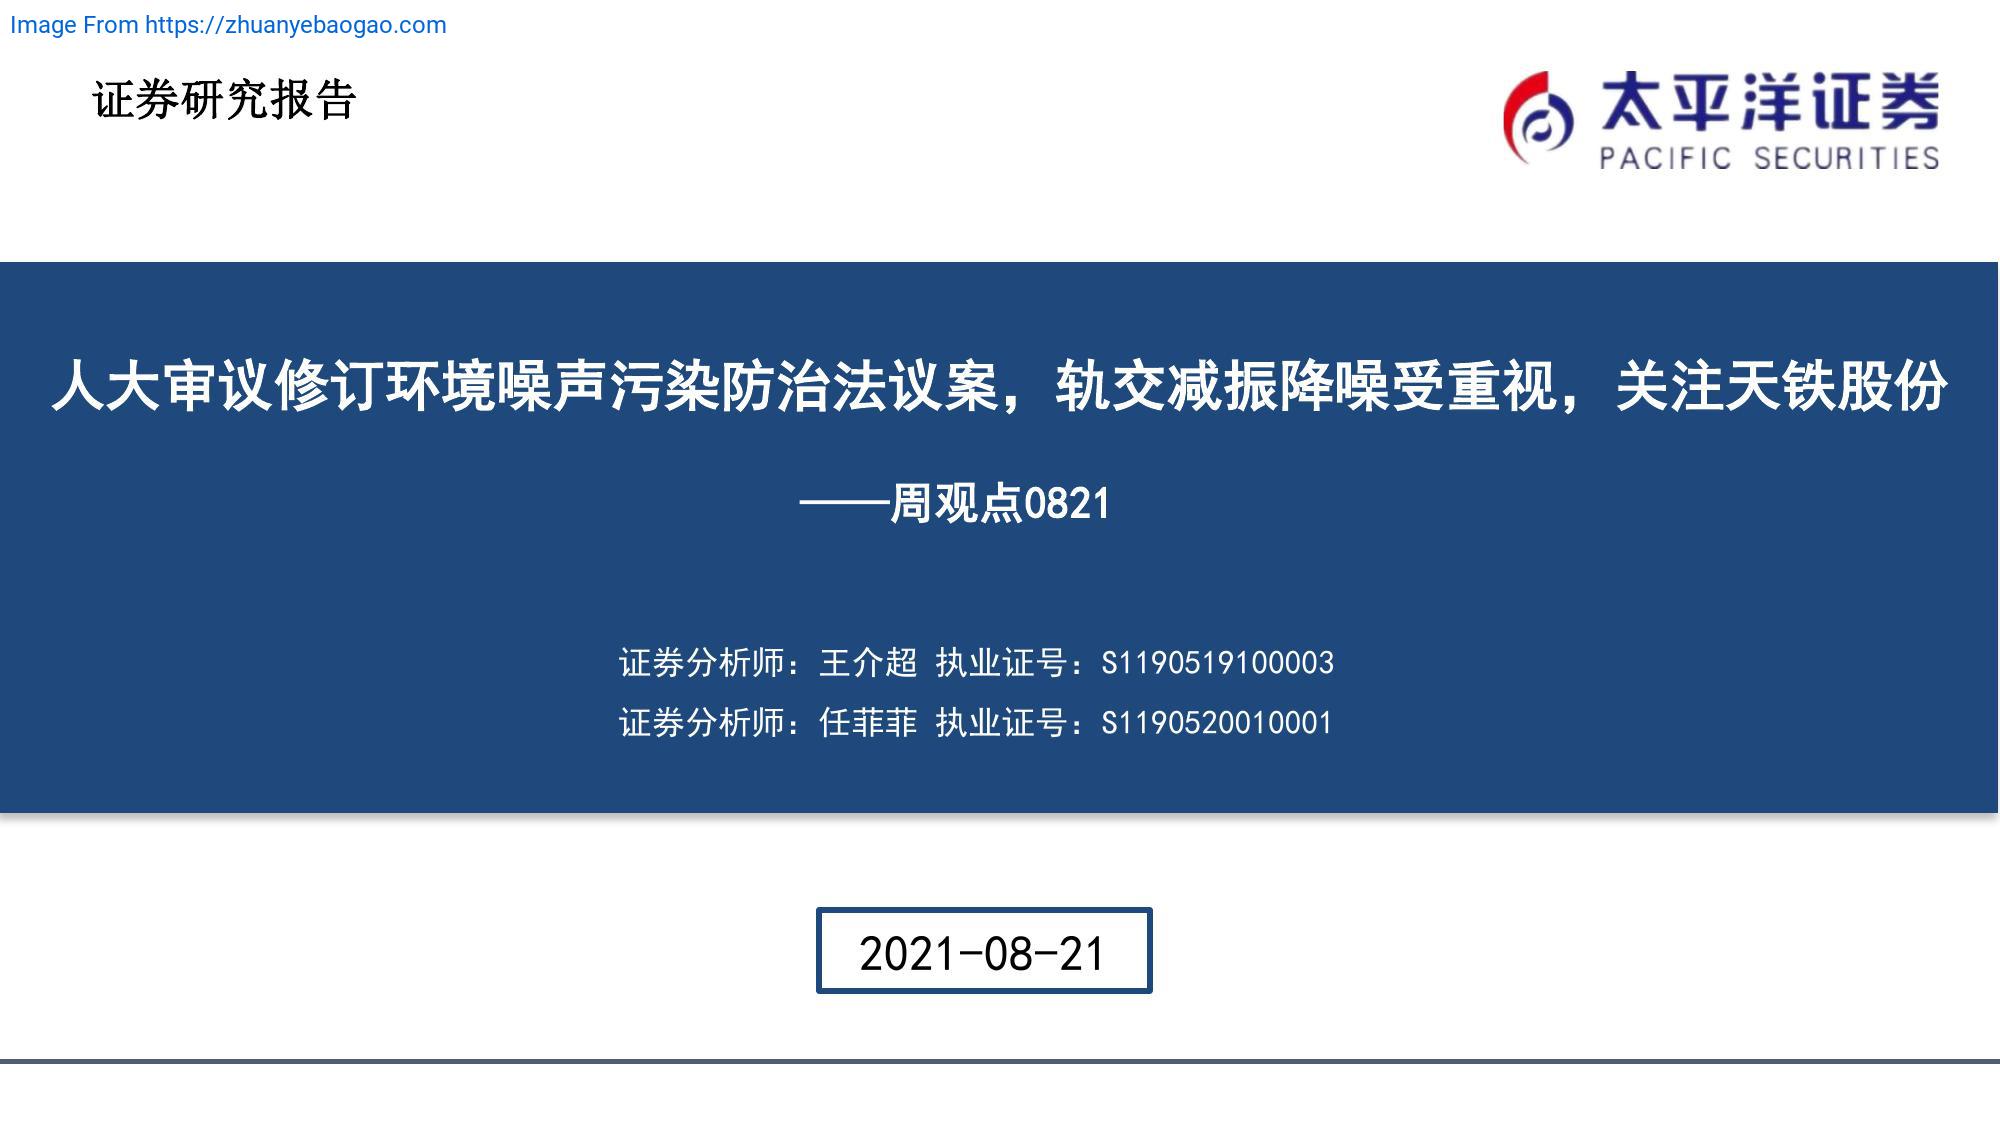 Image From https://zhuanyebaogao.com
证券研究报告
太平洋证券
PACIFIC SECURITIES
人大审议修订环境噪声污染防治法议案，轨交减振降噪受重视，关注天铁股份
——周观点0821
证券分析师：王介超 执业证号：S1190519100003
证券分析师：任菲菲 执业证号：S1190520010001
2021-08-21